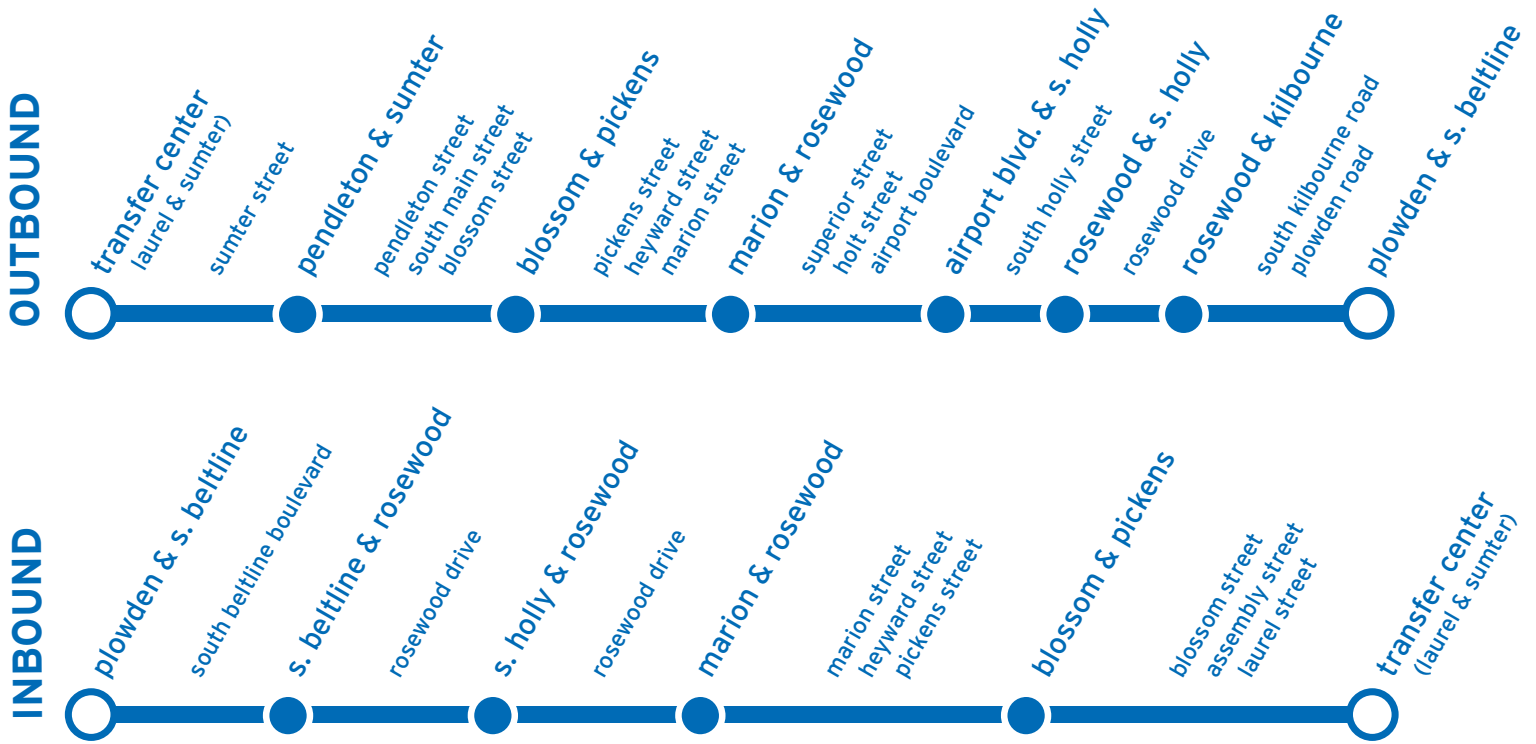 OUTBOUND
transfer center
laurel & sumter)
sumter street
pendleton & sumter
pendleton street
south main street
blossom street
blossom & pickens
pickens street
heyward street
marion street
marion & rosewood
superior street
holt street
airport boulevard
airport blvd. & s. holly
south holly street
rosewood & s. holly
rosewood drive
rosewood & kilbourne
south kilbourne road
plowden road
plowden & s. beltline
INBOUND
plowden & s. beltline
south beltline boulevard
s. beltline & rosewood
rosewood drive
s. holly & rosewood
rosewood drive
marion & rosewood
marion street
heyward street
pickens street
blossom & pickens
blossom street
assembly street
laurel street
transfer center
(laurel & sumter)